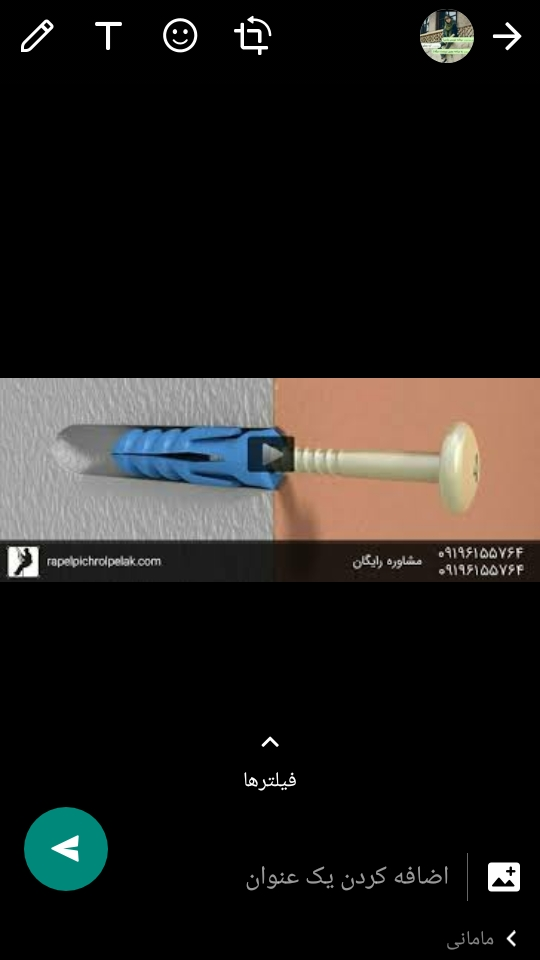 T
rapelpichrolpelak.com
مشاوره رایگان
۰۹۱۹۶۱۵۵۷۶۴
۰۹۱۹۶۱۵۵۷۶۴
فیلترها
اضافه کردن یک عنوان
مامانی